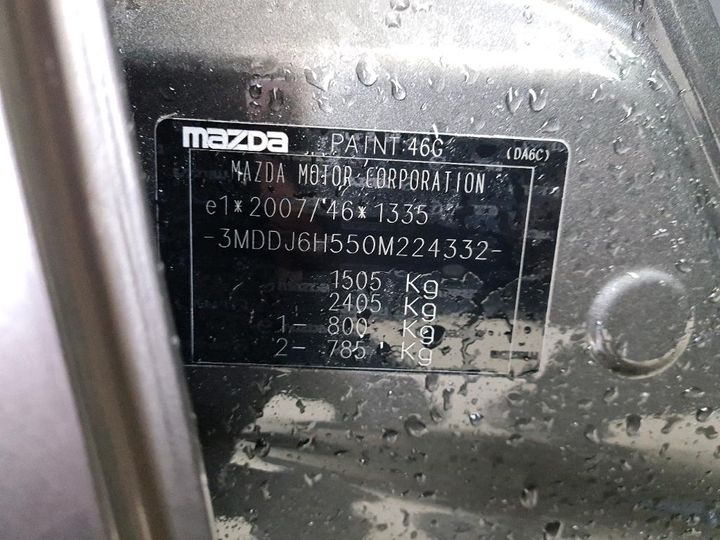 mazda PAINT:46G (DA6C)
MAZDA MOTOR CORPORATION
e1*2007/46*1335
-3MDDJ6H550M224332-
1505 Kg
2405 Kg
1- 800 Kg
2- 785 Kg